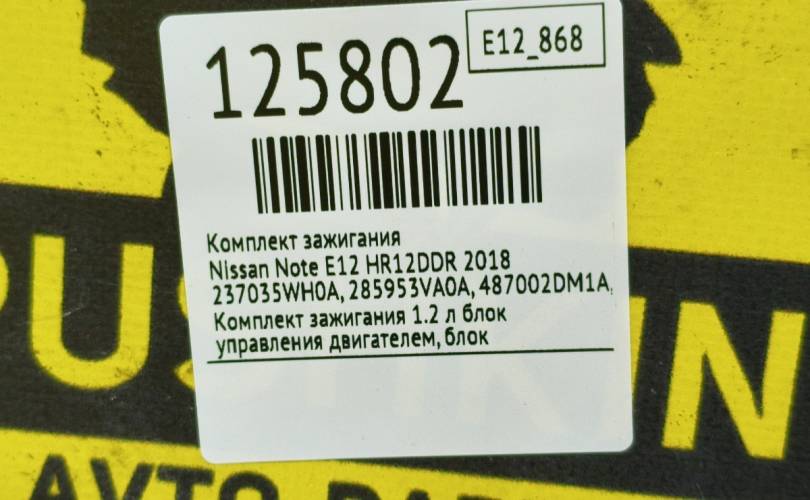 125802
E12_868
Комплект зажигания
Nissan Note E12 HR12DDR 2018
237035WH0A, 285953VA0A, 487002DM1A,
Комплект зажигания 1.2 л блок
управления двигателем, блок